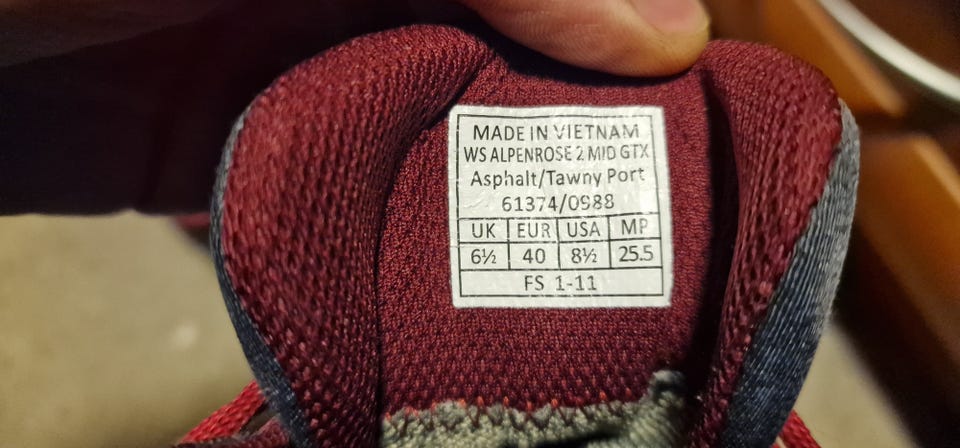 MADE IN VIETNAM
WS ALPENROSE 2 MID GTX
Asphalt/Tawny Port
61374/0988
UK EUR USA MP
6½ 40 8½ 25.5
FS 1-11